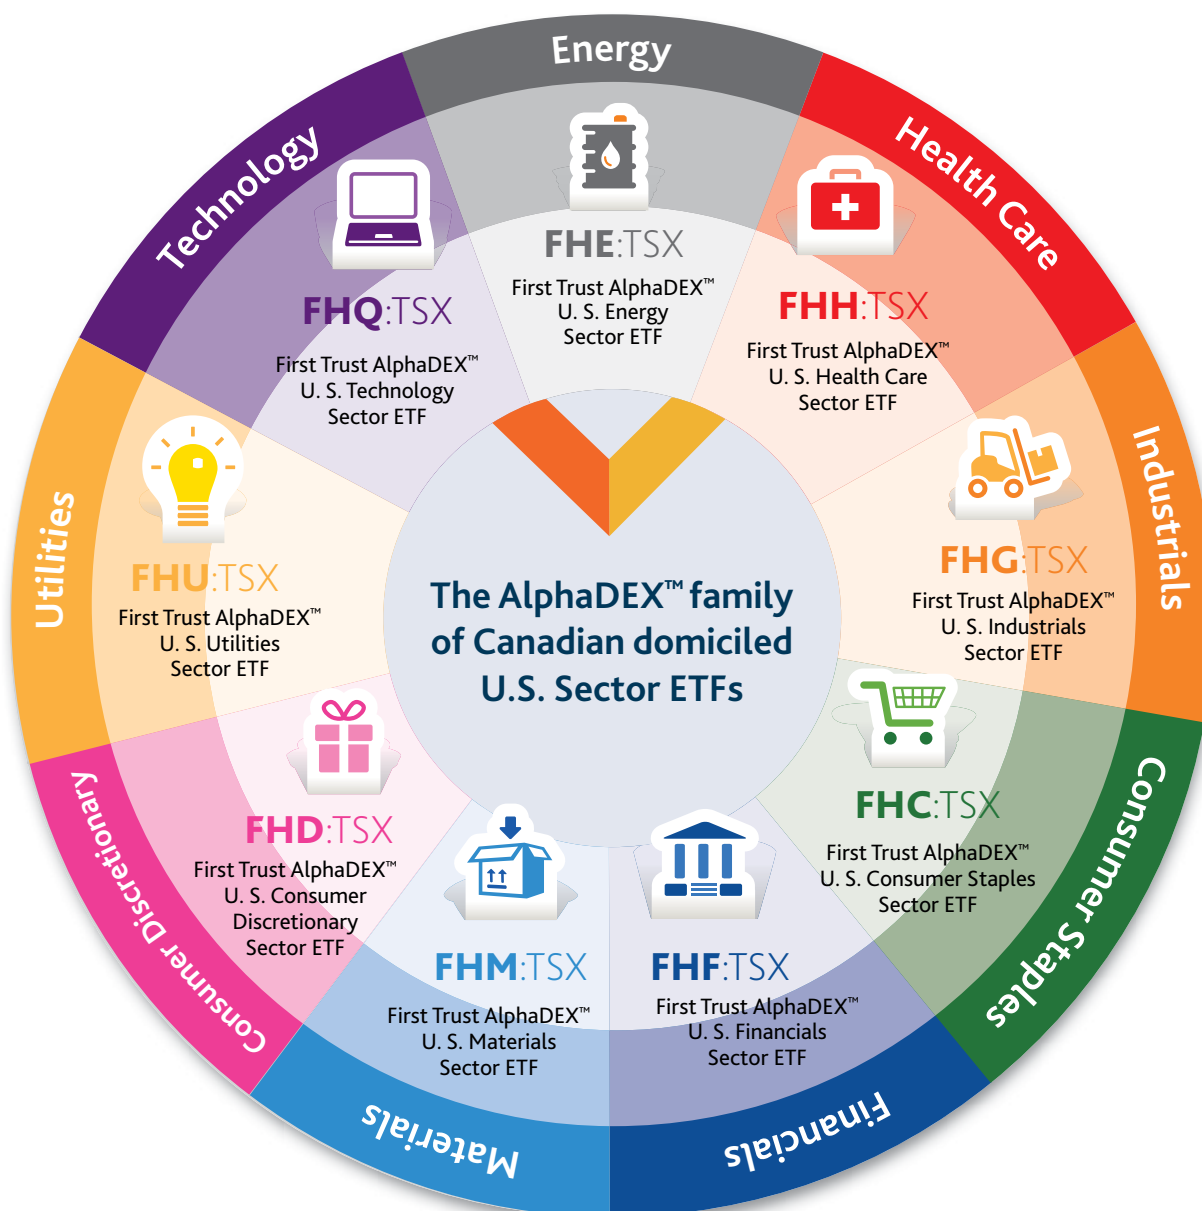 Energy
FHE:TSX
First Trust AlphaDEX™
U. S. Energy
Sector ETF
Health Care
FHH:TSX
First Trust AlphaDEX™
U. S. Health Care
Sector ETF
Industrials
FHG:TSX
First Trust AlphaDEX™
U. S. Industrials
Sector ETF
Consumer Staples
FHC:TSX
First Trust AlphaDEX™
U. S. Consumer Staples
Sector ETF
Financials
FHF:TSX
First Trust AlphaDEX™
U. S. Financials
Sector ETF
Materials
FHM:TSX
First Trust AlphaDEX™
U. S. Materials
Sector ETF
Consumer Discretionary
FHD:TSX
First Trust AlphaDEX™
U. S. Consumer
Discretionary
Sector ETF
Utilities
FHU:TSX
First Trust AlphaDEX™
U. S. Utilities
Sector ETF
Technology
FHQ:TSX
First Trust AlphaDEX™
U. S. Technology
Sector ETF
The AlphaDEX™ family
of Canadian domiciled
U.S. Sector ETFs